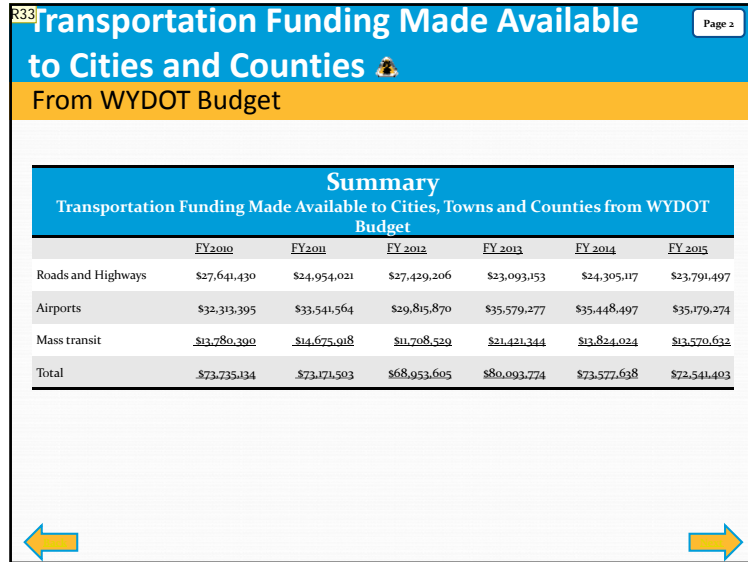 R33
Transportation Funding Made Available
to Cities and Counties
Page 2
From WYDOT Budget
Summary
Transportation Funding Made Available to Cities, Towns and Counties from WYDOT
Budget
FY2010 FY2011 FY 2012 FY 2013 FY 2014 FY 2015
Roads and Highways $27,641,430 $24,954,021 $27,429,206 $23,093,153 $24,305,117 $23,791,497
Airports $32,313,395 $33,541,564 $29,815,870 $35,579,277 $35,448,497 $35,179,274
Mass transit $13,780,390 $14,675,918 $11,708,529 $21,421,344 $13,824,024 $13,570,632
Total $73,735,134 $73,171,503 $68,953,605 $80,093,774 $73,577,638 $72,541,403